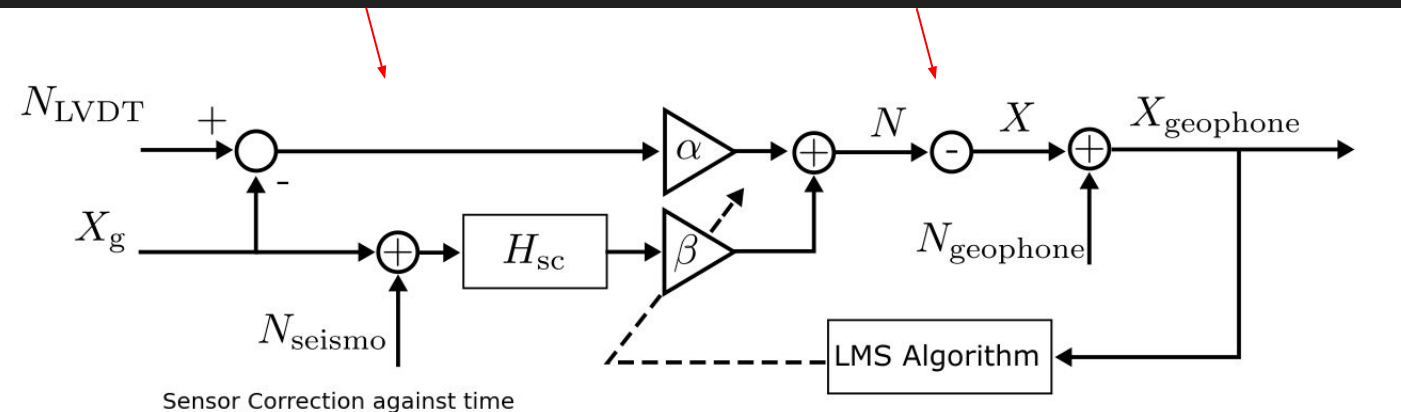 N_LVDT
+
-
α
+
N
-
X
+
X_geophone
X_g
+
H_sc
β
N_geophone
N_seismo
LMS Algorithm
Sensor Correction against time